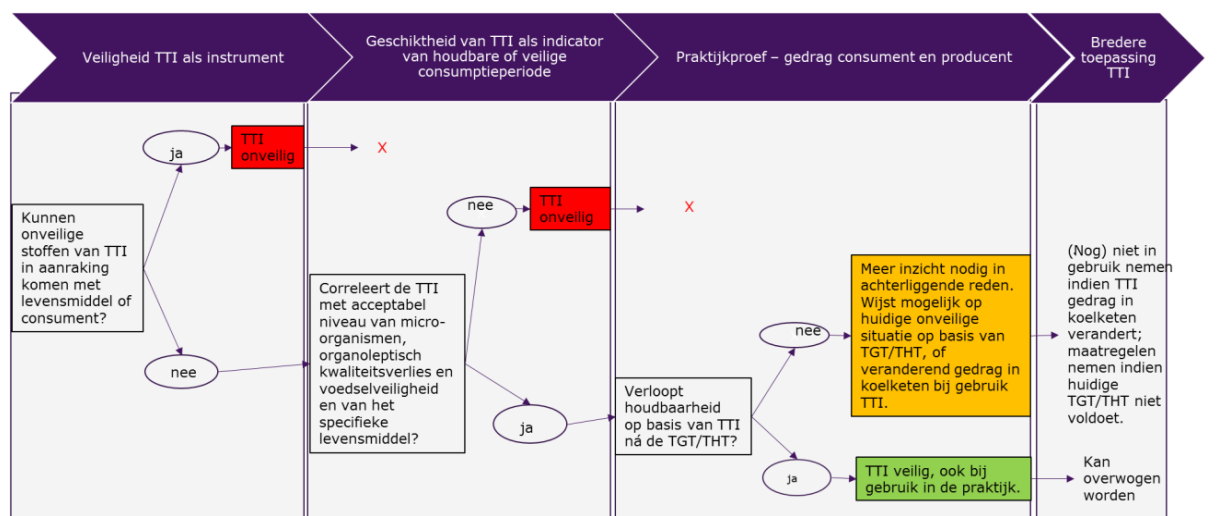 Veiligheid TTI als instrument
Geschiktheid van TTI als indicator
van houdbare of veilige
consumptieperiode
Praktijkproef – gedrag consument en producent
Bredere
toepassing
TTI
Kunnen
onveilige
stoffen van TTI
in aanraking
komen met
levensmiddel of
consument?
ja
TTI
onveilig
X
nee
Correleert de TTI
met acceptabel
niveau van micro-
organismen,
organoleptisch
kwaliteitsverlies en
voedselveiligheid
en van het
specifieke
levensmiddel?
nee
TTI
onveilig
X
ja
Verloopt
houdbaarheid
op basis van TTI
ná de TGT/THT?
nee
Meer inzicht nodig in
achterliggende reden.
Wijst mogelijk op
huidige onveilige
situatie op basis van
TGT/THT, of
veranderend gedrag in
koelketen bij gebruik
TTI.
(Nog) niet in
gebruik nemen
indien TTI
gedrag in
koelketen
verandert;
maatregelen
nemen indien
huidige
TGT/THT niet
voldoet.
ja
TTI veilig, ook bij
gebruik in de praktijk.
Kan
overwogen
worden